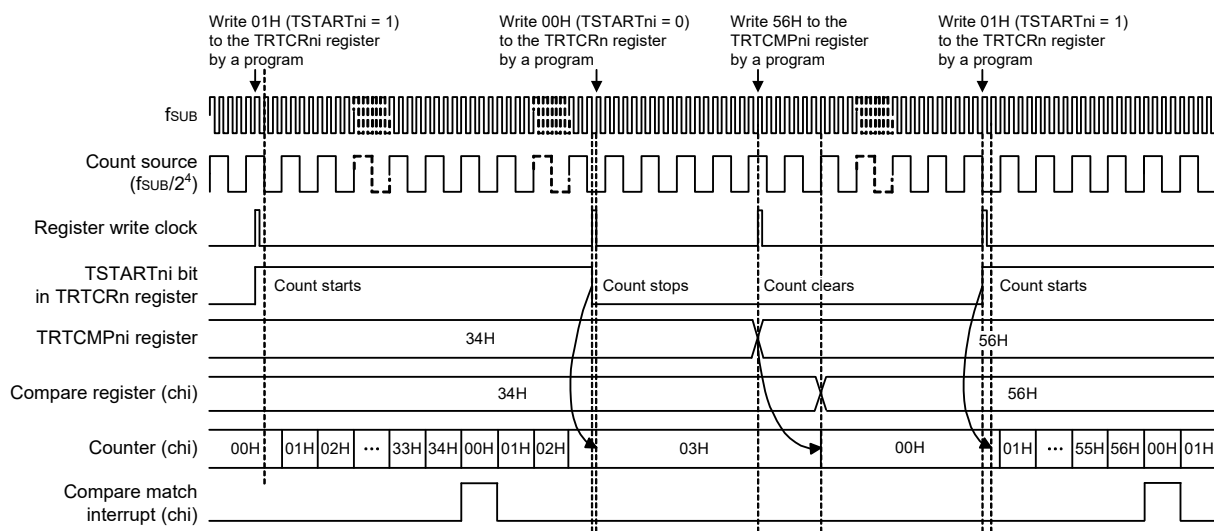 Write 01H (TSTARTni = 1)
to the TRTCRni register
by a program
Write 00H (TSTARTni = 0)
to the TRTCRn register
by a program
Write 56H to the
TRTCMPni register
by a program
Write 01H (TSTARTni = 1)
to the TRTCRn register
by a program
fSUB
Count source
(fSUB/2⁴)
Register write clock
TSTARTni bit
in TRTCRn register
Count starts
Count stops
Count clears
Count starts
TRTCMPni register
34H
56H
Compare register (chi)
34H
56H
Counter (chi)
00H 01H 02H ··· 33H 34H 00H 01H 02H 03H 00H 01H ··· 55H 56H 00H 01H
Compare match
interrupt (chi)